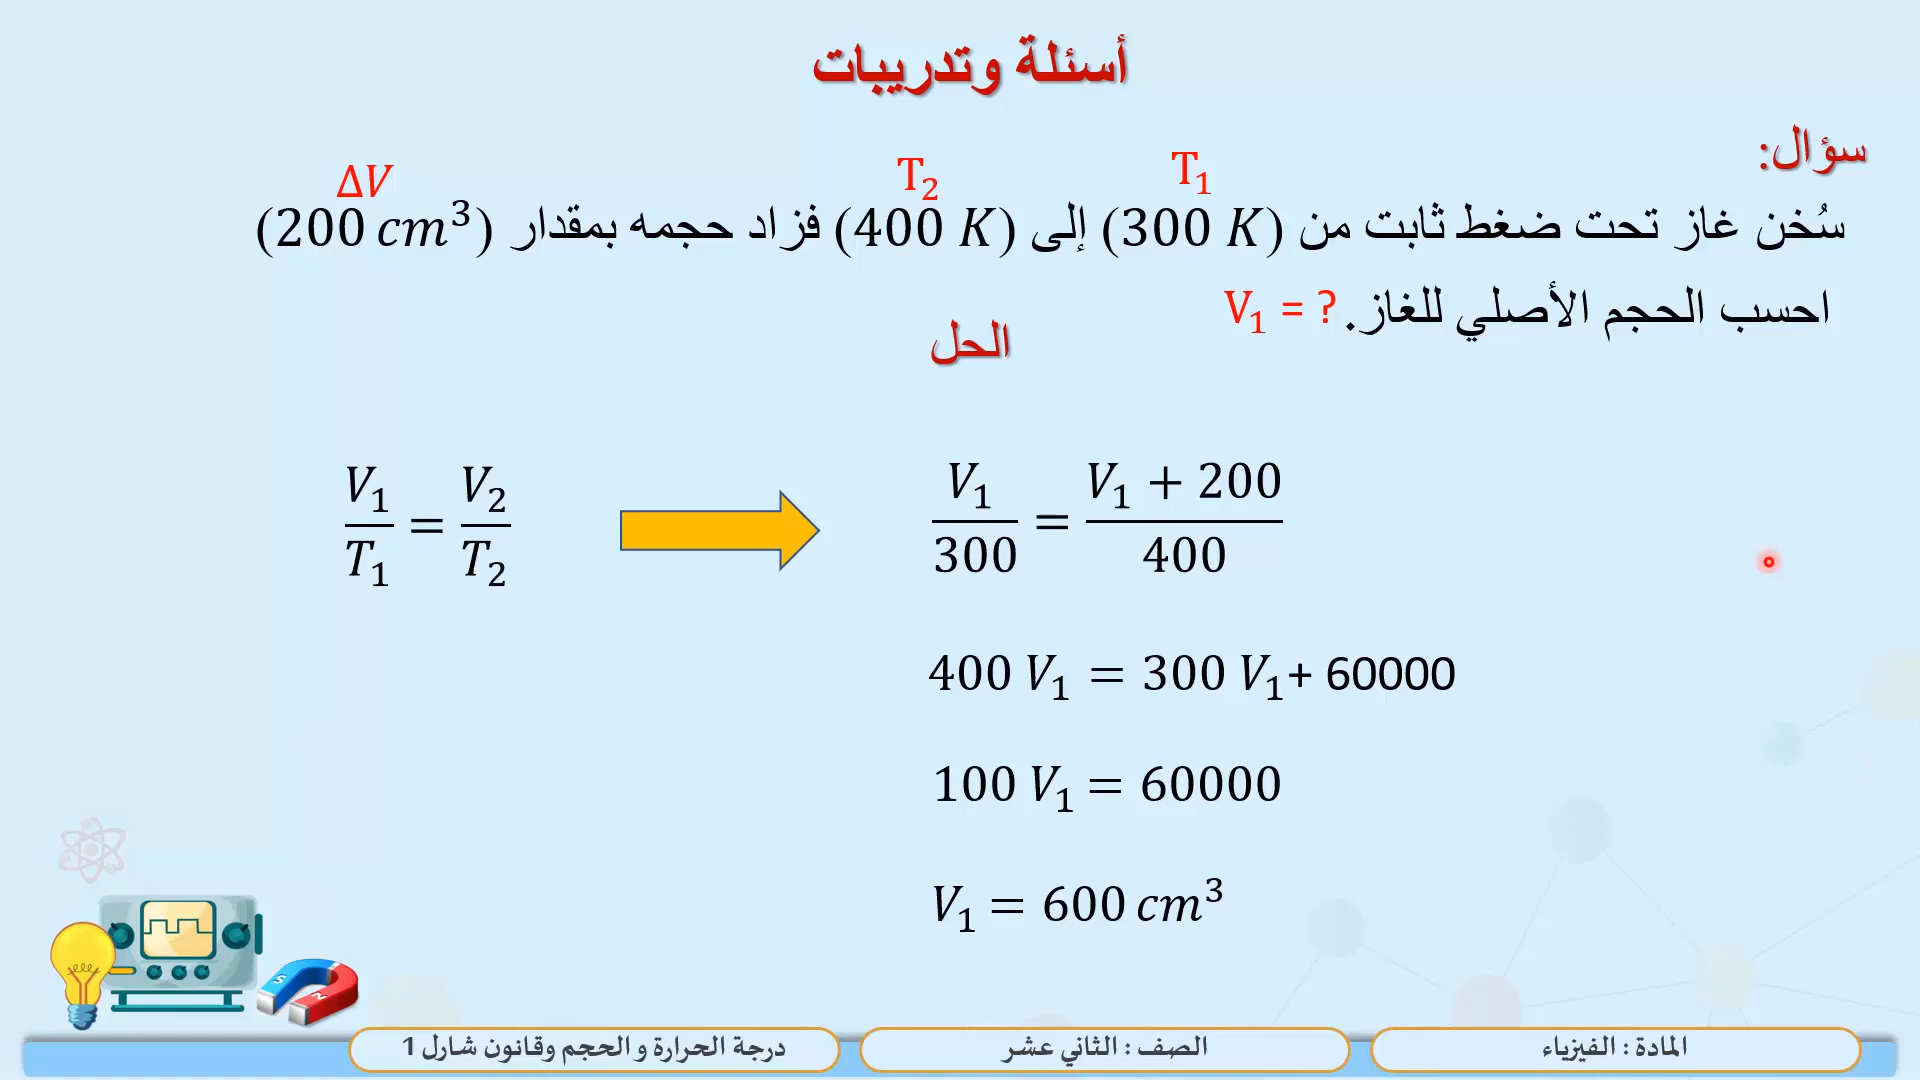 أسئلة وتدريبات
سؤال:
T₁
T₂
ΔV
سُخن غاز تحت ضغط ثابت من (300 K) إلى (400 K) فزاد حجمه بمقدار (200 cm³)
احسب الحجم الأصلي للغاز. V₁ = ?
الحل
V₁/T₁ = V₂/T₂
V₁/300 = (V₁ + 200)/400
400 V₁ = 300 V₁+ 60000
100 V₁ = 60000
V₁ = 600 cm³
S
N
المادة : الفيزياء
الصف : الثاني عشر
درجة الحرارة و الحجم وقانون شارل 1